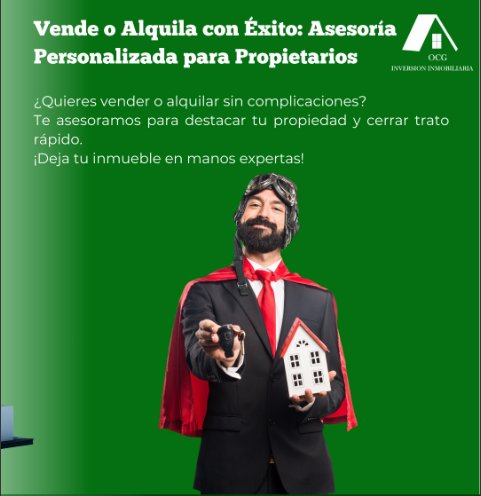 Vende o Alquila con Éxito: Asesoría
Personalizada para Propietarios
OCG
INVERSION INMOBILIARIA
¿Quieres vender o alquilar sin complicaciones?
Te asesoramos para destacar tu propiedad y cerrar trato
rápido.
¡Deja tu inmueble en manos expertas!